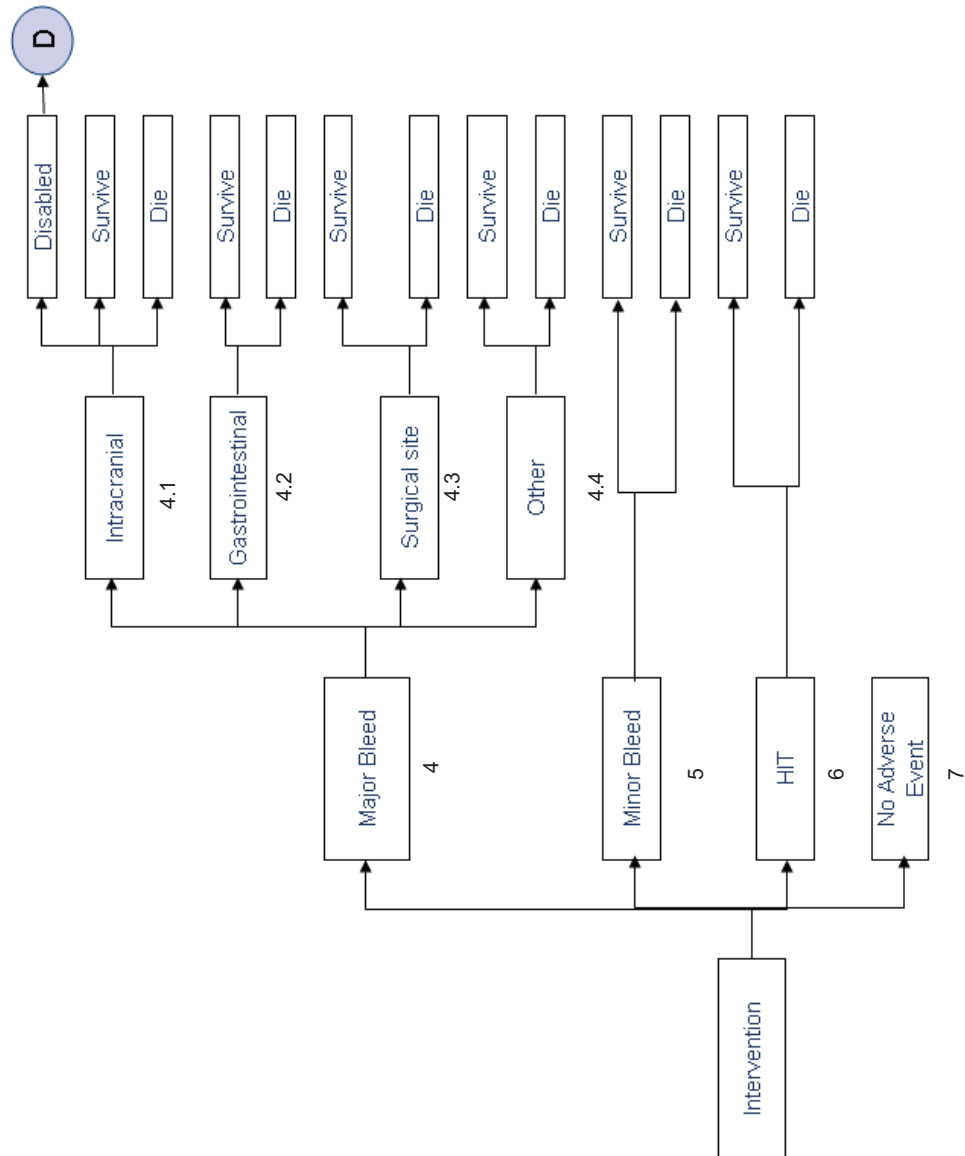 D
Disabled
Survive
Die
Survive
Die
Survive
Die
Survive
Die
Survive
Die
Survive
Die
Intracranial
4.1
Gastrointestinal
4.2
Surgical site
4.3
Other
4.4
Major Bleed
4
Minor Bleed
5
HIT
6
No Adverse
Event
7
Intervention